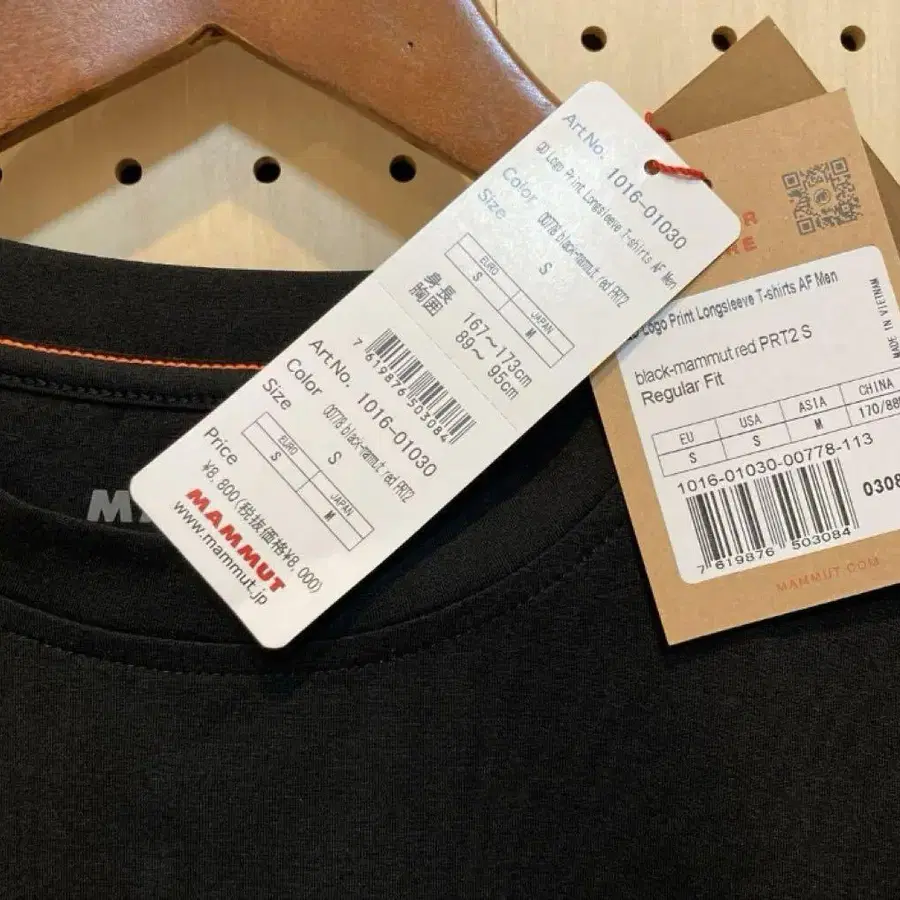 Art No. 1016-01030
QD Logo Print Longsleeve T-shirts AF Men
Color 00778 black-mammut red PRT2
Size S
EURO JAPAN
S M
身長 167~173cm
胸囲 89~ 95cm
7 619876 503084
Art No. 1016-01030
Color 00778 black-mammut red PRT2
Size S
EURO JAPAN
S M
Price ¥8,800(税抜価格¥8,000)
MAMMUT
www.mammut.jp
Logo Print Longsleeve T-shirts AF Men
MADE IN VIETNAM
black-mammut red PRT2 S
Regular Fit
EU USA ASIA CHINA
S S M 170/88
1016-01030-00778-113
0308
7 619876 503084
MAMMUT.COM